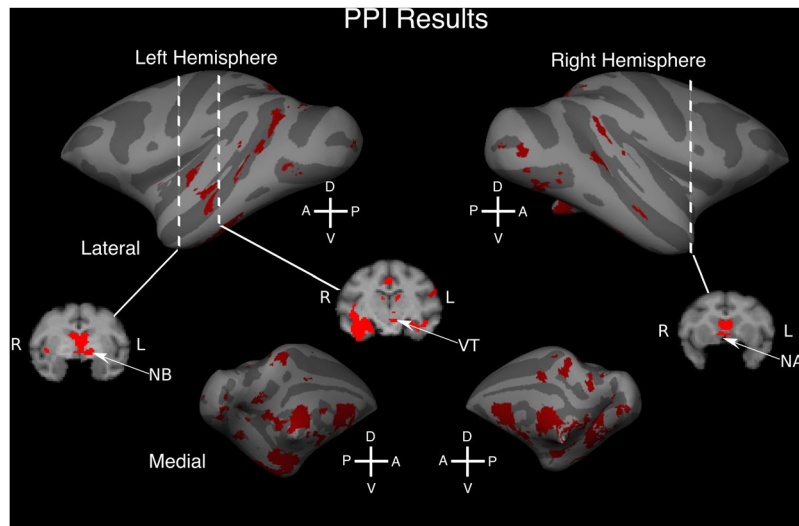 PPI Results
Left Hemisphere
Right Hemisphere
D
A P
V
D
P A
V
Lateral
R L
NB
R L
VT
R L
NA
Medial
D
P A
V
D
A P
V